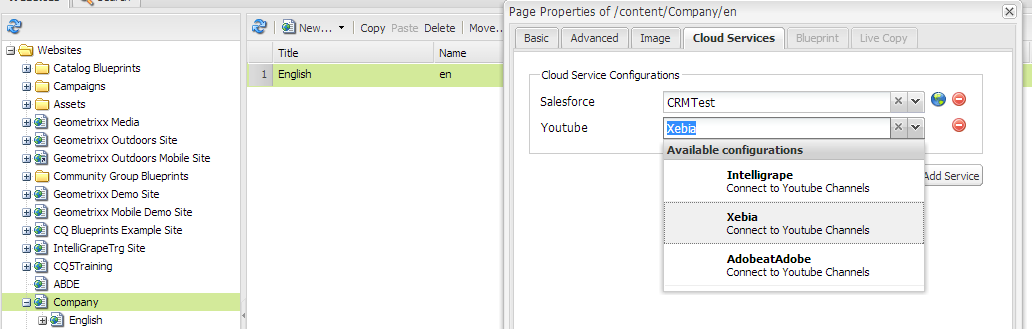 Search
Websites
Catalog Blueprints
Campaigns
Assets
Geometrixx Media
Geometrixx Outdoors Site
Geometrixx Outdoors Mobile Site
Community Group Blueprints
Geometrixx Demo Site
Geometrixx Mobile Demo Site
CQ Blueprints Example Site
IntelliGrapeTrg Site
CQ5Training
ABDE
Company
English
New... Copy Paste Delete Move...
Title Name
1 English en
Page Properties of /content/Company/en
Basic Advanced Image Cloud Services Blueprint Live Copy
Cloud Service Configurations
Salesforce CRMTest
Youtube Xebia
Available configurations
Intelligrape
Connect to Youtube Channels
Xebia
Connect to Youtube Channels
AdobeatAdobe
Connect to Youtube Channels
Add Service